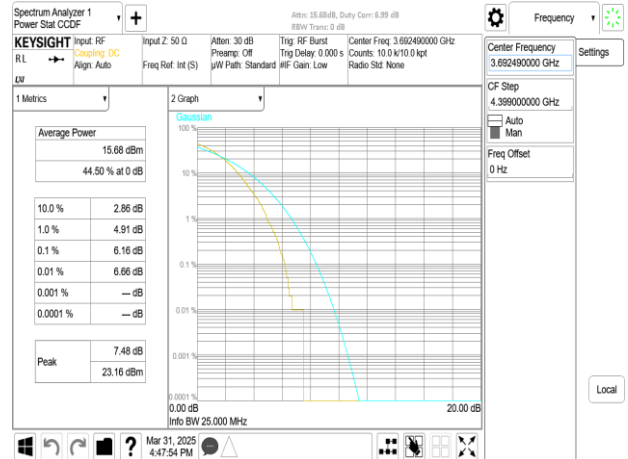 Spectrum Analyzer 1
Power Stat CCDF
Attn: 15.68dB, Duty Corr: 6.99 dB
RBW Trans: 0 dB
Frequency
KEYSIGHT
RL
LXI
Input: RF
Coupling: DC
Align: Auto
Input Z: 50 Ω
Freq Ref: Int (S)
Atten: 30 dB
Preamp: Off
µW Path: Standard
Trig: RF Burst
Trig Delay: 0.000 s
#IF Gain: Low
Center Freq: 3.692490000 GHz
Counts: 10.0 k/10.0 kpt
Radio Std: None
Center Frequency
3.692490000 GHz
Settings
CF Step
4.399000000 GHz
Auto
Man
Freq Offset
0 Hz
Local
1 Metrics
Average Power
15.68 dBm
44.50 % at 0 dB
10.0 % 2.86 dB
1.0 % 4.91 dB
0.1 % 6.16 dB
0.01 % 6.66 dB
0.001 % --- dB
0.0001 % --- dB
Peak
7.48 dB
23.16 dBm
2 Graph
Gaussian
100 %
10 %
1 %
0.1 %
0.01 %
0.001 %
0.0001 %
0.00 dB 20.00 dB
Info BW 25.000 MHz
Mar 31, 2025
4:47:54 PM